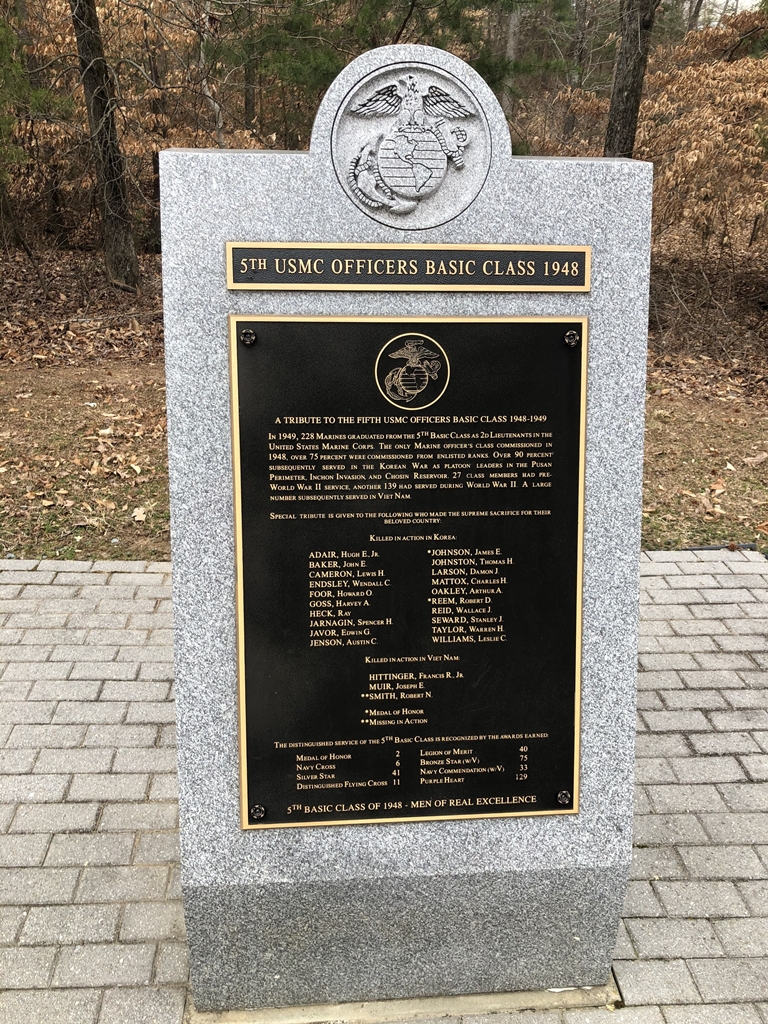 5TH USMC OFFICERS BASIC CLASS 1948
A TRIBUTE TO THE FIFTH USMC OFFICERS BASIC CLASS 1948-1949
IN 1949, 228 MARINES GRADUATED FROM THE 5TH BASIC CLASS AS 2D LIEUTENANTS IN THE
UNITED STATES MARINE CORPS. THE ONLY MARINE OFFICER'S CLASS COMMISSIONED IN
1948, OVER 75 PERCENT WERE COMMISSIONED FROM ENLISTED RANKS. OVER 90 PERCENT
SUBSEQUENTLY SERVED IN THE KOREAN WAR AS PLATOON LEADERS IN THE PUSAN
PERIMETER, INCHON INVASION, AND CHOSIN RESERVOIR. 27 CLASS MEMBERS HAD PRE-
WORLD WAR II SERVICE, ANOTHER 139 HAD SERVED DURING WORLD WAR II. A LARGE
NUMBER SUBSEQUENTLY SERVED IN VIET NAM.
SPECIAL TRIBUTE IS GIVEN TO THE FOLLOWING WHO MADE THE SUPREME SACRIFICE FOR THEIR
BELOVED COUNTRY:
KILLED IN ACTION IN KOREA:
ADAIR, HUGH E, JR.
BAKER, JOHN E.
CAMERON, LEWIS H.
ENDSLEY, WENDALL C.
FOOR, HOWARD O.
GOSS, HARVEY A.
HECK, RAY
JARNAGIN, SPENCER H.
JAVOR, EDWIN G.
JENSON, AUSTIN C.
*JOHNSON, JAMES E.
JOHNSTON, THOMAS H.
LARSON, DAMON J.
MATTOX, CHARLES H.
OAKLEY, ARTHUR A.
*REEM, ROBERT D.
REID, WALLACE J.
SEWARD, STANLEY J.
TAYLOR, WARREN H.
WILLIAMS, LESLIE C.
KILLED IN ACTION IN VIET NAM:
HITTINGER, FRANCIS R., JR
MUIR, JOSEPH E.
**SMITH, ROBERT N.
*MEDAL OF HONOR
**MISSING IN ACTION
THE DISTINGUISHED SERVICE OF THE 5TH BASIC CLASS IS RECOGNIZED BY THE AWARDS EARNED:
MEDAL OF HONOR 2
NAVY CROSS 6
SILVER STAR 41
DISTINGUISHED FLYING CROSS 11
LEGION OF MERIT 40
BRONZE STAR (W/V) 75
NAVY COMMENDATION (W/V) 33
PURPLE HEART 129
5TH BASIC CLASS OF 1948 - MEN OF REAL EXCELLENCE